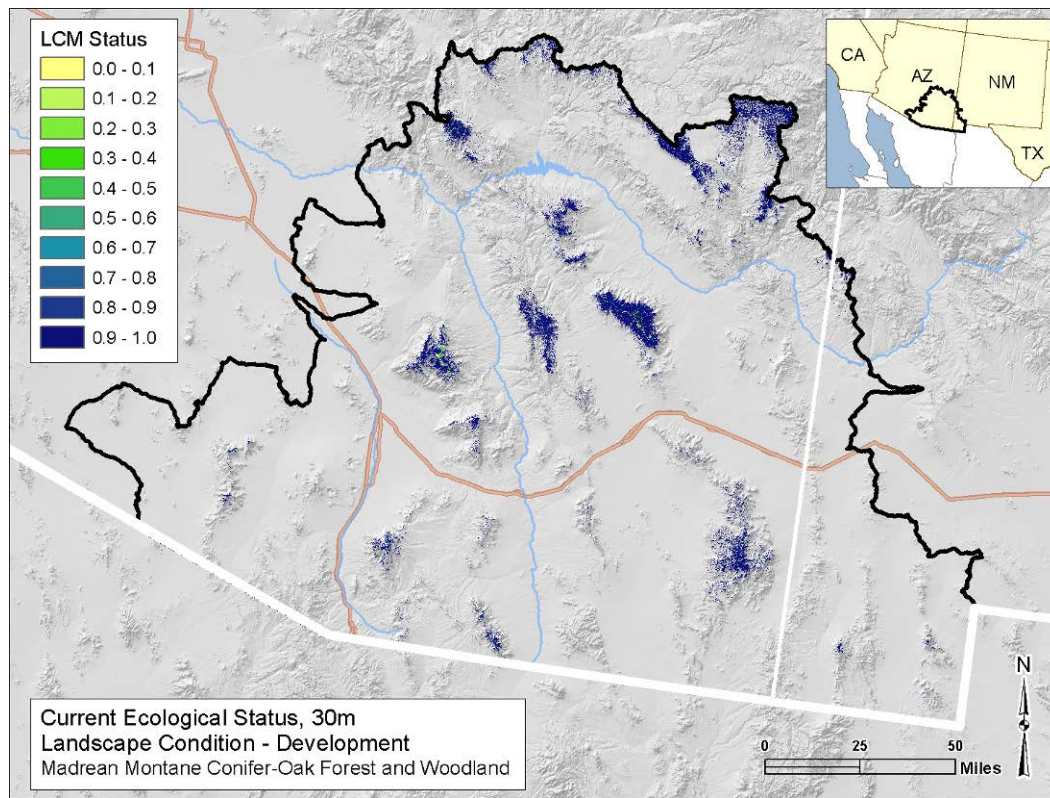 LCM Status
0.0 - 0.1
0.1 - 0.2
0.2 - 0.3
0.3 - 0.4
0.4 - 0.5
0.5 - 0.6
0.6 - 0.7
0.7 - 0.8
0.8 - 0.9
0.9 - 1.0
CA
AZ
NM
TX
Current Ecological Status, 30m
Landscape Condition - Development
Madrean Montane Conifer-Oak Forest and Woodland
N
0 25 50
Miles